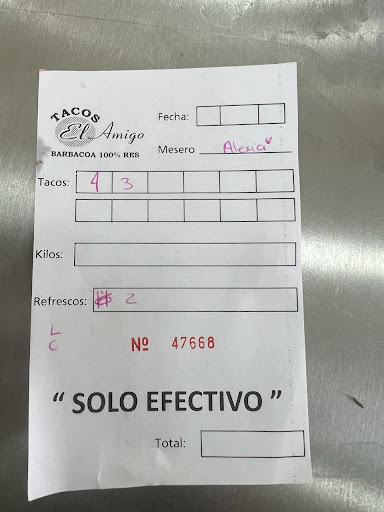 TACOS
El Amigo
BARBACOA 100% RES
Fecha:
Mesero Alexia
Tacos: 4 3
Kilos:
Refrescos: 2
L
C
Nº 47668
“ SOLO EFECTIVO ”
Total: